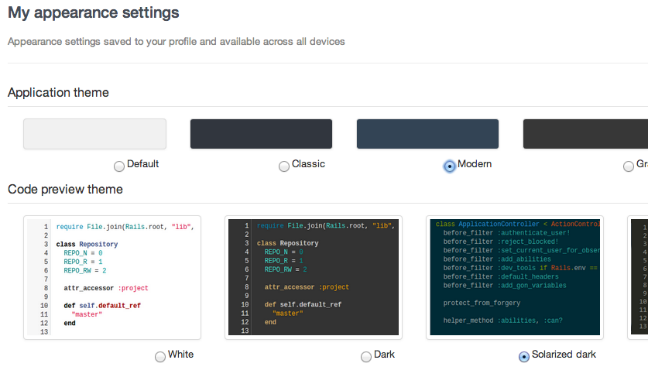 My appearance settings
Appearance settings saved to your profile and available across all devices
Application theme
Default
Classic
Modern
Code preview theme
1 require File.join(Rails.root, "lib",
2
3 class Repository
4 REPO_N = 0
5 REPO_R = 1
6 REPO_RW = 2
7
8 attr_accessor :project
9
10 def self.default_ref
11 "master"
12 end
13
1 require File.join(Rails.root, "lib",
2
3 class Repository
4 REPO_N = 0
5 REPO_R = 1
6 REPO_RW = 2
7
8 attr_accessor :project
9
10 def self.default_ref
11 "master"
12 end
13
class ApplicationController < ActionControl
before_filter :authenticate_user!
before_filter :reject_blocked!
before_filter :set_current_user_for_obser
before_filter :add_abilities
before_filter :dev_tools if Rails.env ==
before_filter :default_headers
before_filter :add_gon_variables
protect_from_forgery
helper_method :abilities, :can?
1
2
3
4
5
6
7
8
9
10
11
12
13
White
Dark
Solarized dark